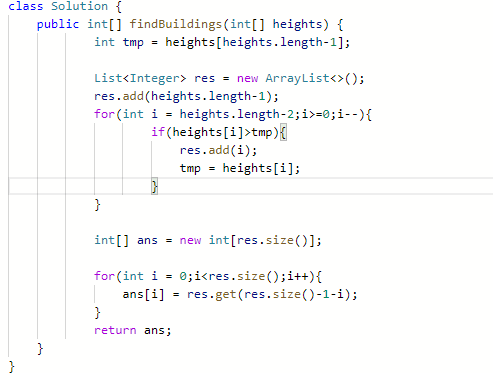 class Solution {
    public int[] findBuildings(int[] heights) {
            int tmp = heights[heights.length-1];
            List<Integer> res = new ArrayList<>();
            res.add(heights.length-1);
            for(int i = heights.length-2;i>=0;i--){
                    if(heights[i]>tmp){
                        res.add(i);
                        tmp = heights[i];
                    }
            }
            int[] ans = new int[res.size()];
            for(int i = 0;i<res.size();i++){
                ans[i] = res.get(res.size()-1-i);
            }
            return ans;
    }
}